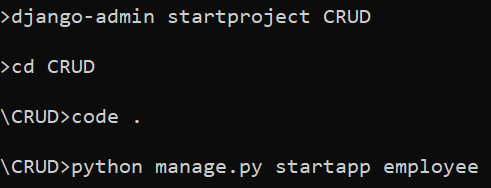 >django-admin startproject CRUD
>cd CRUD
\CRUD>code .
\CRUD>python manage.py startapp employee